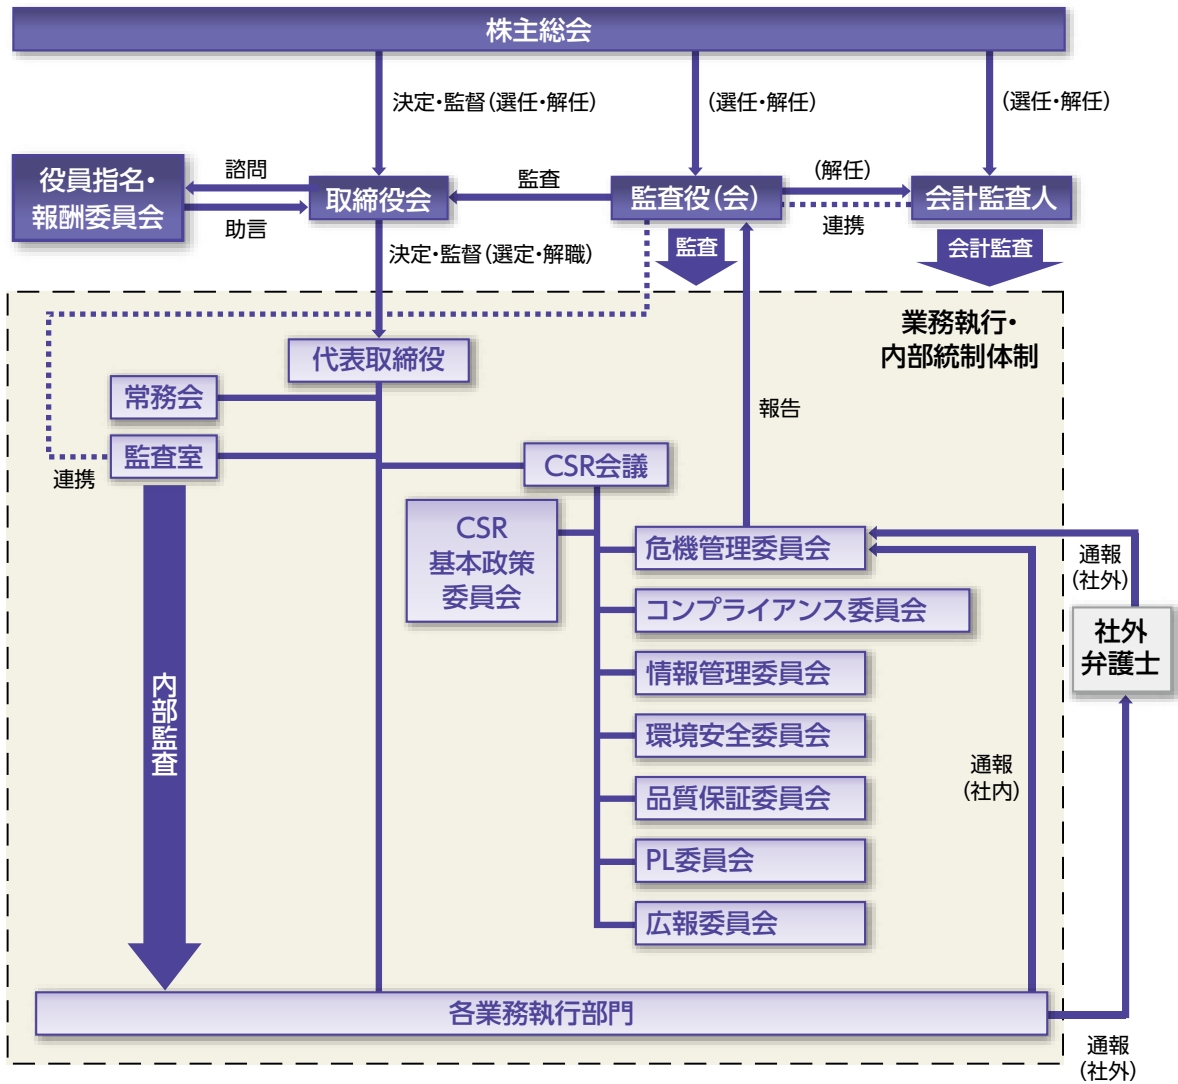 株主総会
決定・監督(選任・解任)
(選任・解任)
(選任・解任)
役員指名・
報酬委員会
諮問
助言
取締役会
監査
監査役(会)
(解任)
連携
会計監査人
決定・監督(選定・解職)
監査
会計監査
業務執行・
内部統制体制
代表取締役
常務会
監査室
連携
報告
CSR会議
CSR
基本政策
委員会
危機管理委員会
コンプライアンス委員会
情報管理委員会
環境安全委員会
品質保証委員会
PL委員会
広報委員会
通報
(社外)
社外
弁護士
内部監査
通報
(社内)
各業務執行部門
通報
(社外)